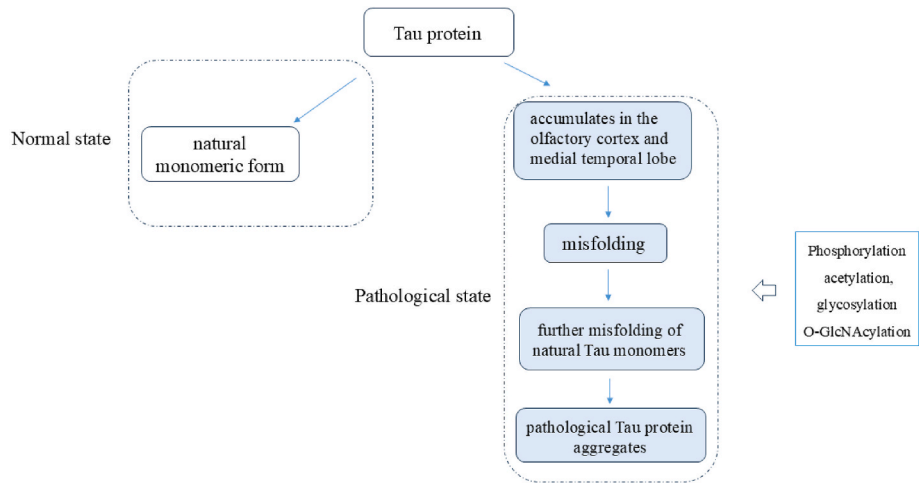 Tau protein
Normal state
natural
monomeric form
accumulates in the
olfactory cortex and
medial temporal lobe
misfolding
Pathological state
further misfolding of
natural Tau monomers
pathological Tau protein
aggregates
Phosphorylation
acetylation,
glycosylation
O-GlcNAcylation